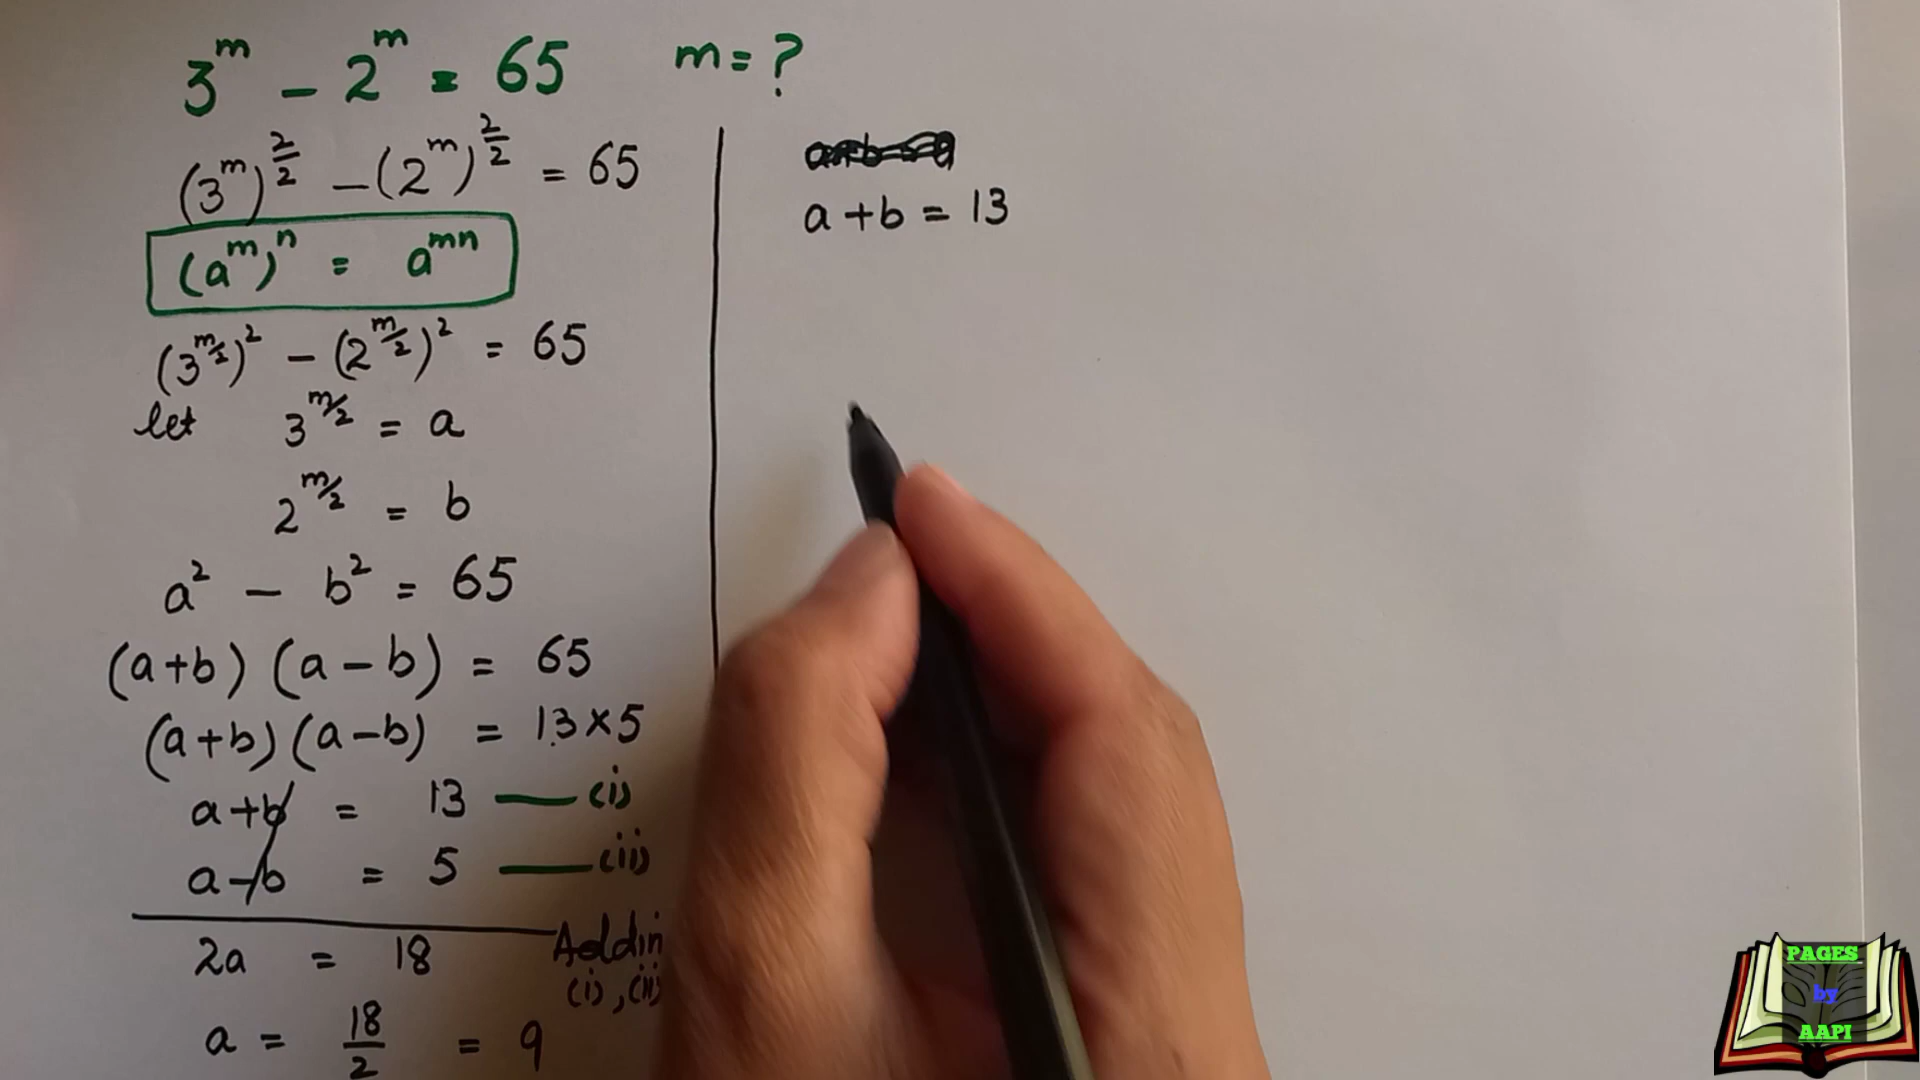 3^m - 2^m = 65 m = ?
(3^m)^(2/2) - (2^m)^(2/2) = 65
(a^m)^n = a^mn
(3^(m/2))^2 - (2^(m/2))^2 = 65
let 3^(m/2) = a
2^(m/2) = b
a^2 - b^2 = 65
(a+b) (a-b) = 65
(a+b) (a-b) = 13×5
a+b = 13 — (i)
a-b = 5 — (ii)
2a = 18 Addin
(i), (ii)
a = 18/2 = 9
a+b = 13
PAGES
by
AAPI